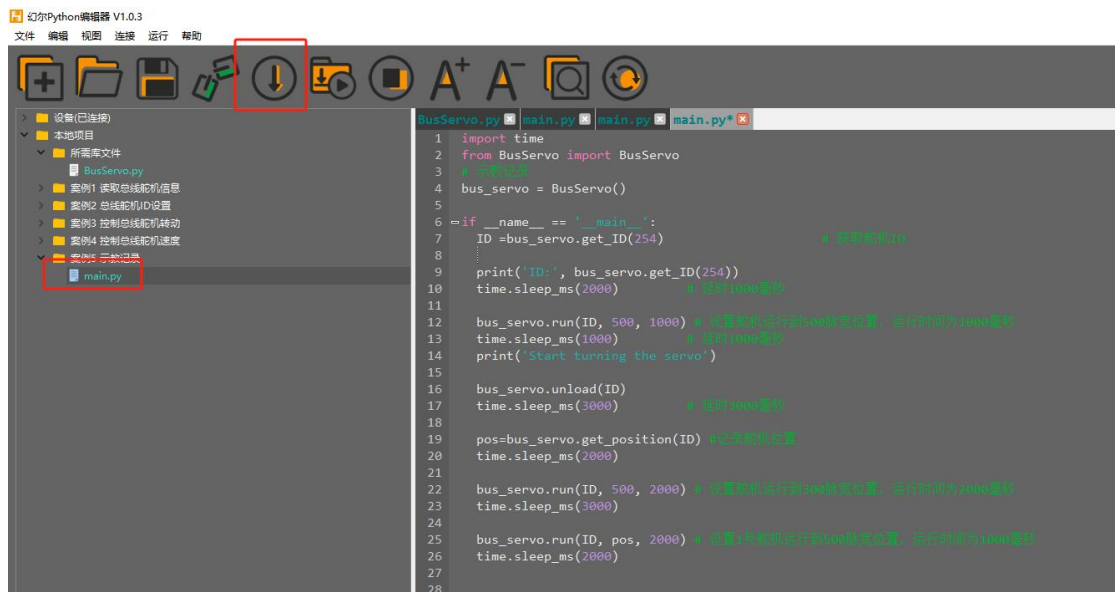 幻尔Python编辑器 V1.0.3
文件 编辑 视图 连接 运行 帮助
设备(已连接)
本地项目
所需库文件
BusServo.py
案例1 读取总线舵机信息
案例2 总线舵机ID设置
案例3 控制总线舵机转动
案例4 控制总线舵机速度
案例5 示教记录
main.py
BusServo.py main.py main.py main.py*
1 import time
2 from BusServo import BusServo
3 # 示教记录
4 bus_servo = BusServo()
5
6 if __name__ == '__main__':
7 ID =bus_servo.get_ID(254) # 获取舵机ID
8
9 print('ID:', bus_servo.get_ID(254))
10 time.sleep_ms(2000) # 延时1000毫秒
11
12 bus_servo.run(ID, 500, 1000) # 设置舵机运行到500脉宽位置，运行时间为1000毫秒
13 time.sleep_ms(1000) # 延时1000毫秒
14 print('Start turning the servo')
15
16 bus_servo.unload(ID)
17 time.sleep_ms(3000) # 延时3000毫秒
18
19 pos=bus_servo.get_position(ID) #记录舵机位置
20 time.sleep_ms(2000)
21
22 bus_servo.run(ID, 500, 2000) # 设置舵机运行到300脉宽位置，运行时间为2000毫秒
23 time.sleep_ms(3000)
24
25 bus_servo.run(ID, pos, 2000) # 设置1号舵机运行到500脉宽位置，运行时间为1000毫秒
26 time.sleep_ms(2000)
27
28